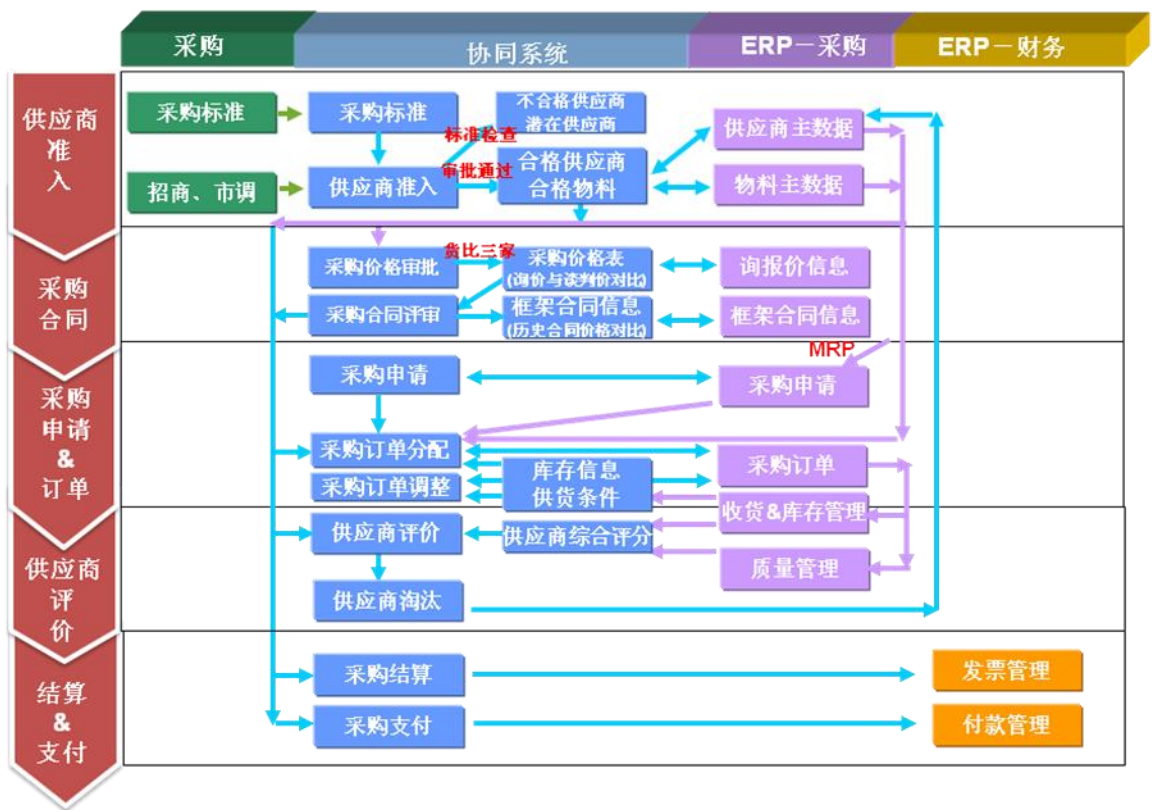 采购
协同系统
ERP－采购
ERP－财务
供应商
准
入
采购标准
采购标准
不合格供应商
潜在供应商
标准检查
供应商主数据
招商、市调
供应商准入
审批通过
合格供应商
合格物料
物料主数据
采购
合同
采购价格审批
货比三家
采购价格表
(询价与谈判价对比)
询报价信息
采购合同评审
框架合同信息
(历史合同价格对比)
框架合同信息
MRP
采购
申请
&
订单
采购申请
采购申请
采购订单分配
采购订单调整
库存信息
供货条件
采购订单
收货&库存管理
供应商
评
价
供应商评价
供应商综合评分
质量管理
供应商淘汰
结算
&
支付
采购结算
发票管理
采购支付
付款管理